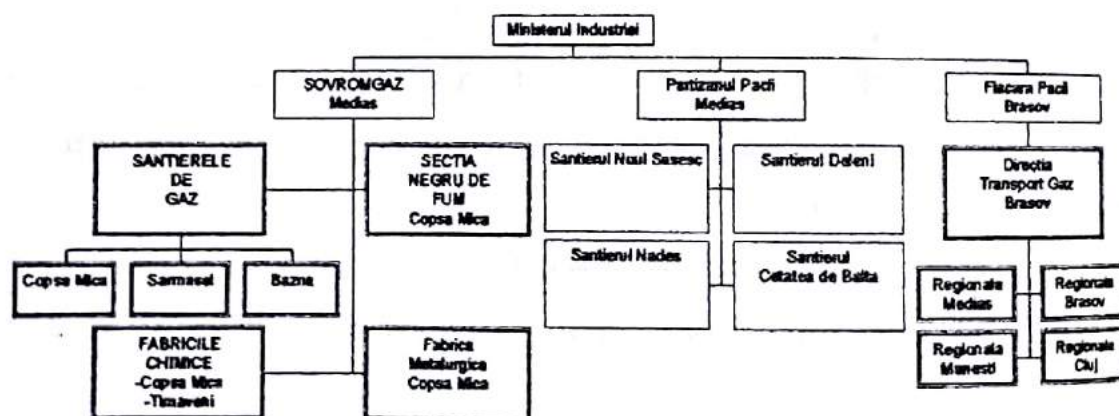 Ministerul Industriei
SOVROMGAZ
Medias
Partizanul Pacii
Medias
Flacara Pacii
Brasov
SANTIERELE
DE
GAZ
SECTIA
NEGRU DE
FUM
Copsa Mica
Santierul Noul Sasesc
Santierul Deleni
Directia
Transport Gaz
Brasov
Santierul Nades
Santierul
Cetatea de Balta
Copsa Mica
Sarmasel
Bazna
Regionala
Medias
Regionala
Brasov
FABRICILE
CHIMICE
-Copsa Mica
-Tirnaveni
Fabrica
Metalurgica
Copsa Mica
Regionala
Regionala
Cluj